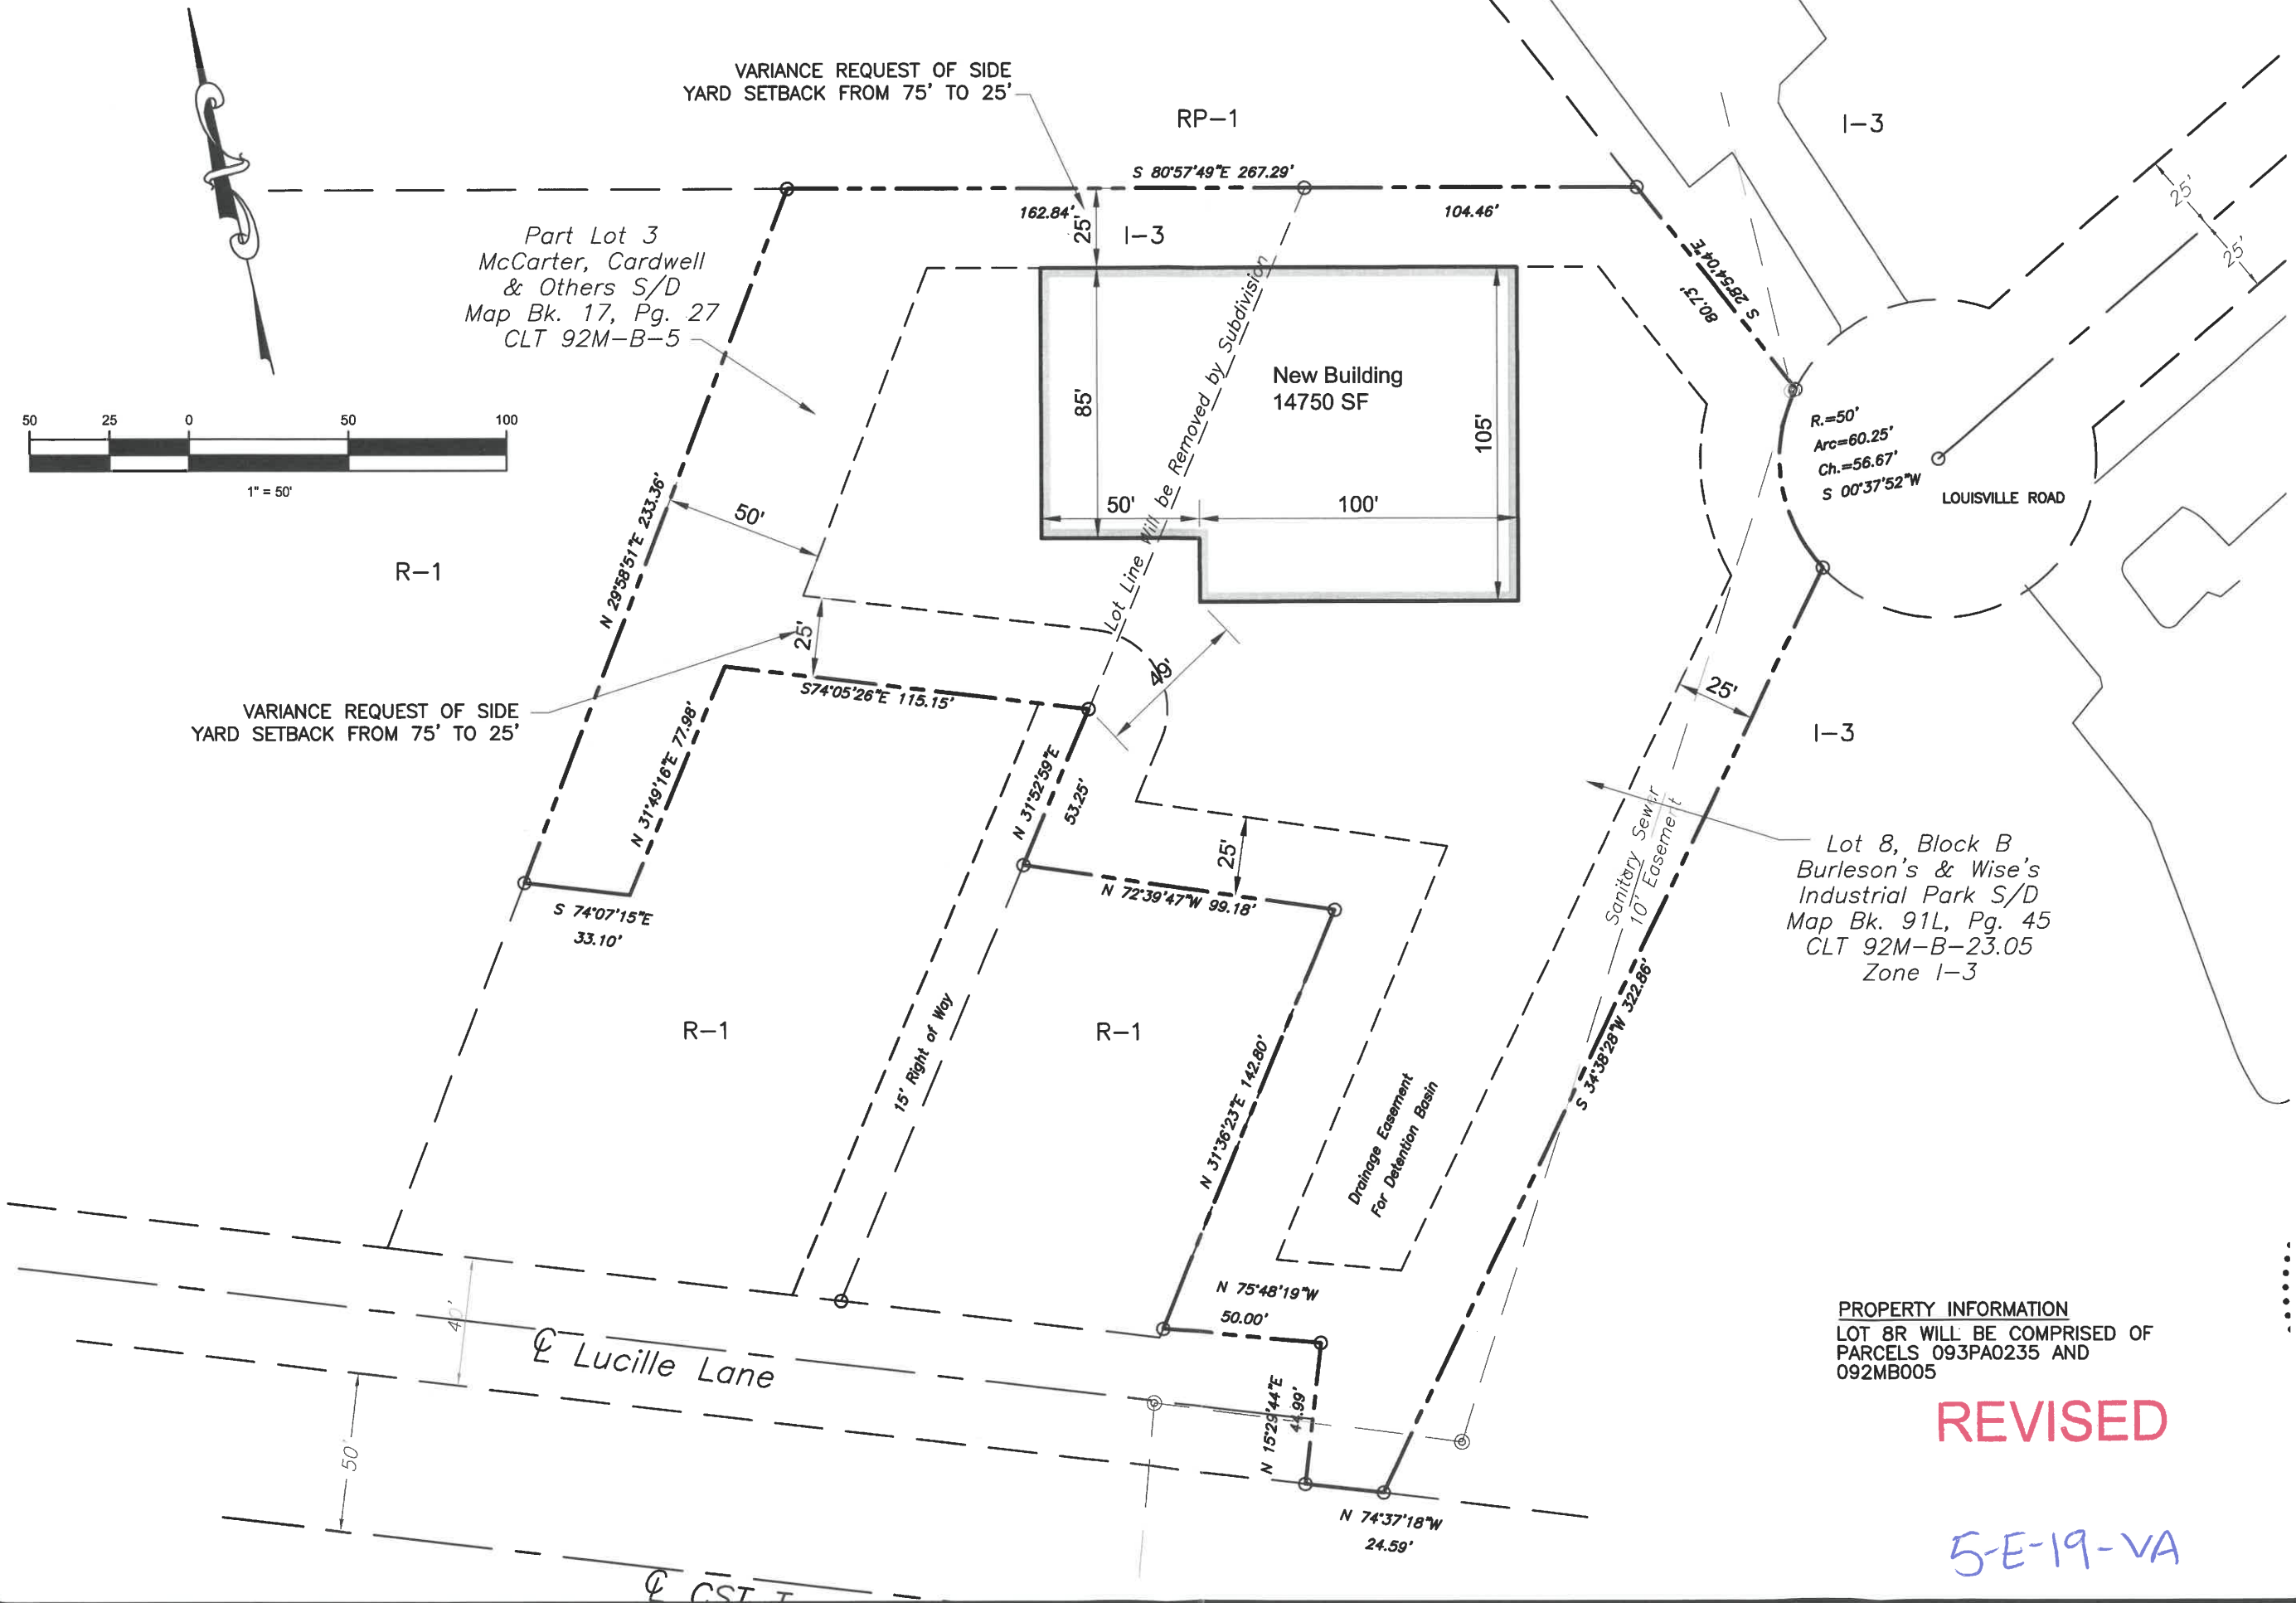 VARIANCE REQUEST OF SIDE
YARD SETBACK FROM 75' TO 25'
RP-1
I-3
S 80°57'49"E 267.29'
162.84'
104.46'
25'
I-3
25'
25'
Part Lot 3
McCarter, Cardwell
& Others S/D
Map Bk. 17, Pg. 27
CLT 92M-B-5
S 28°54'04"E
80.73'
50 25 0 50 100
1" = 50'
New Building
14750 SF
85'
105'
50'
100'
Lot Line Will be Removed by Subdivision
R.=50'
Arc=60.25'
Ch.=56.67'
S 00°37'52"W
LOUISVILLE ROAD
N 29°58'51"E 233.36'
50'
R-1
25'
49'
VARIANCE REQUEST OF SIDE
YARD SETBACK FROM 75' TO 25'
S74°05'26"E 115.15'
N 31°49'16"E 77.98'
N 31°52'59"E
53.25'
25'
I-3
25'
N 72°39'47"W 99.18'
S 74°07'15"E
33.10'
Sanitary Sewer
10' Easement
Lot 8, Block B
Burleson's & Wise's
Industrial Park S/D
Map Bk. 91L, Pg. 45
CLT 92M-B-23.05
Zone I-3
R-1
15' Right of Way
R-1
N 31°36'23"E 142.80'
Drainage Easement
For Detention Basin
S 34°38'28"W 322.86'
N 75°48'19"W
50.00'
40'
℄ Lucille Lane
50'
N 15°29'44"E
44.99'
N 74°37'18"W
24.59'
℄ CST
PROPERTY INFORMATION
LOT 8R WILL BE COMPRISED OF
PARCELS 093PA0235 AND
092MB005
REVISED
5-E-19-VA